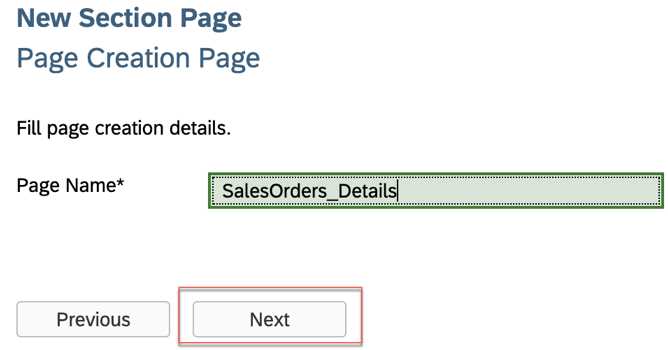 New Section Page
Page Creation Page
Fill page creation details.
Page Name* SalesOrders_Details
Previous Next